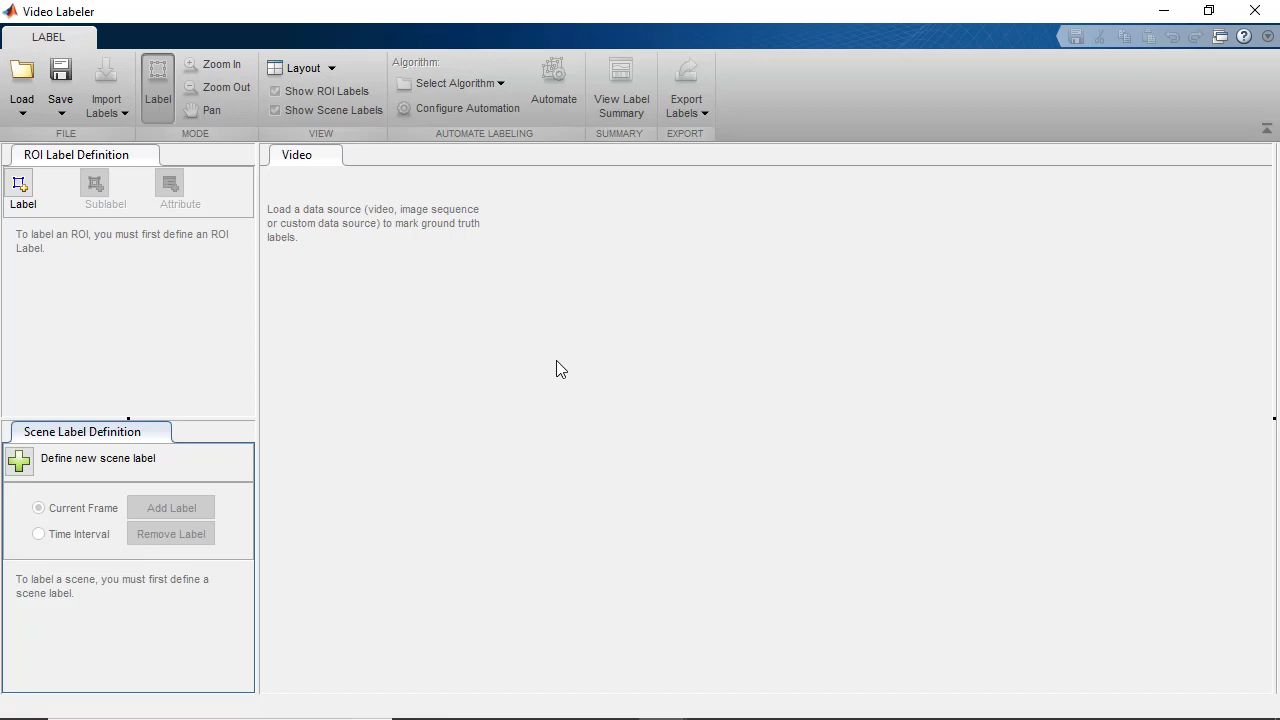 Video Labeler
LABEL
Load
Save
Import
Labels
FILE
Label
Zoom In
Zoom Out
Pan
MODE
Layout
Show ROI Labels
Show Scene Labels
VIEW
Algorithm:
Select Algorithm
Configure Automation
Automate
AUTOMATE LABELING
View Label
Summary
SUMMARY
Export
Labels
EXPORT
ROI Label Definition
Label
Sublabel
Attribute
To label an ROI, you must first define an ROI
Label.
Video
Load a data source (video, image sequence
or custom data source) to mark ground truth
labels.
Scene Label Definition
Define new scene label
Current Frame
Add Label
Time Interval
Remove Label
To label a scene, you must first define a
scene label.